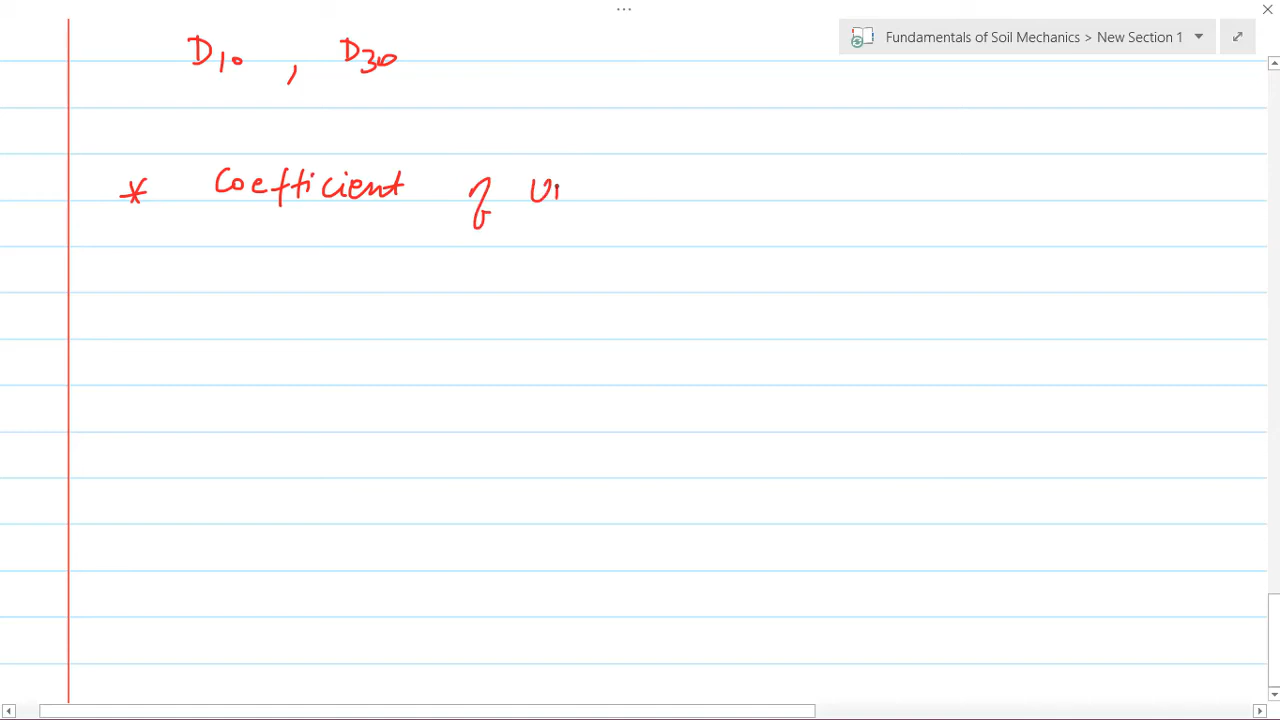 Fundamentals of Soil Mechanics > New Section 1
D10 , D30
* Coefficient of